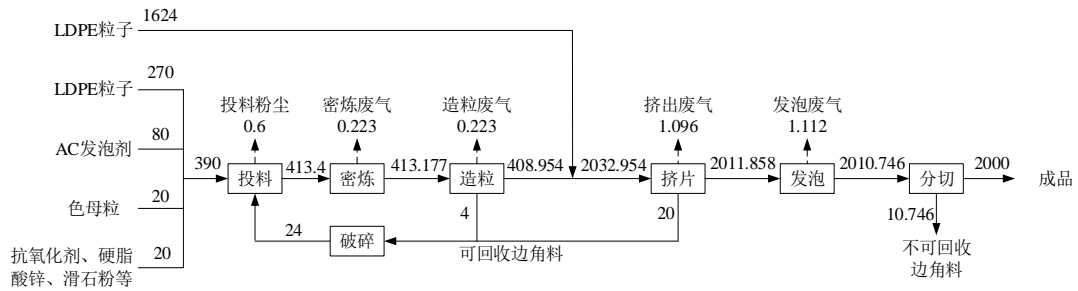 LDPE粒子
1624
LDPE粒子
270
AC发泡剂
80
色母粒
20
抗氧化剂、硬脂
酸锌、滑石粉等
20
390
投料粉尘
0.6
投料
413.4
密炼废气
0.223
密炼
413.177
造粒废气
0.223
造粒
408.954
2032.954
挤出废气
1.096
挤片
2011.858
发泡废气
1.112
发泡
2010.746
分切
2000
成品
24
破碎
4
可回收边角料
20
10.746
不可回收
边角料